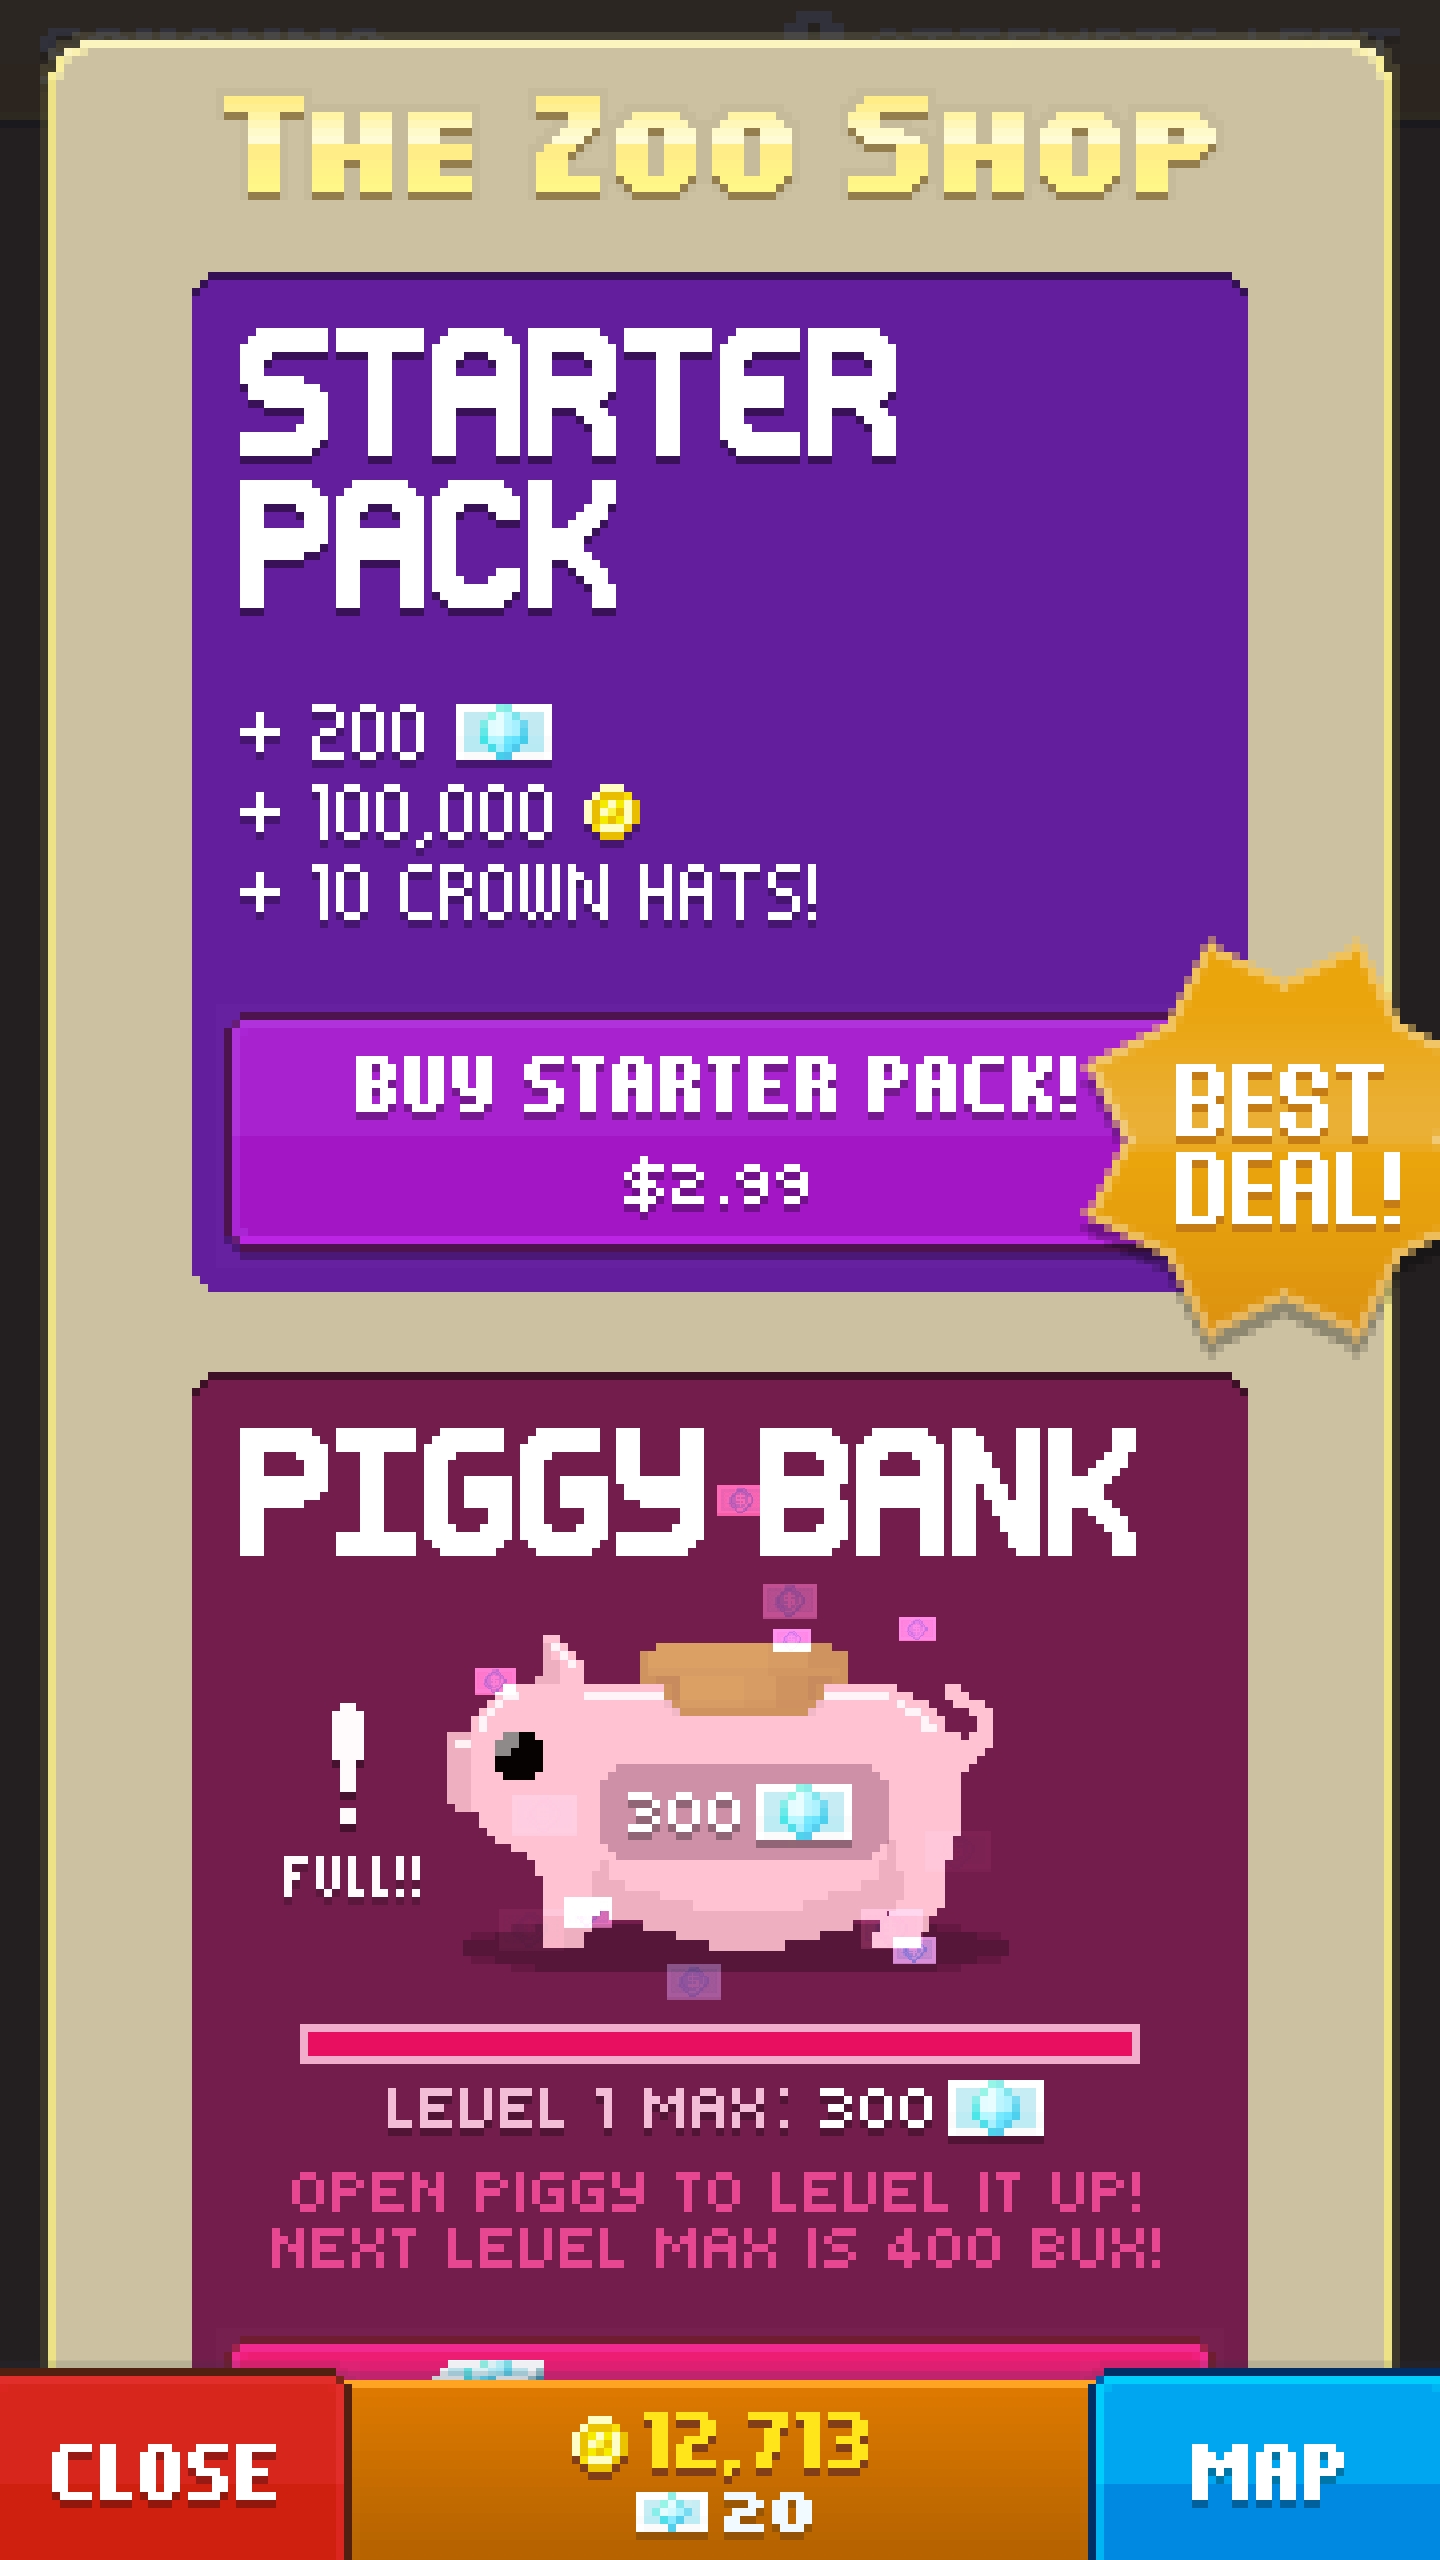 THE ZOO SHOP
STARTER
PACK
+ 200
+ 100,000
+ 10 CROWN HATS!
BUY STARTER PACK!
$2.99
BEST
DEAL!
PIGGY BANK
300
FULL!!
LEVEL 1 MAX: 300
OPEN PIGGY TO LEVEL IT UP!
NEXT LEVEL MAX IS 400 BUX!
CLOSE
12,713
20
MAP